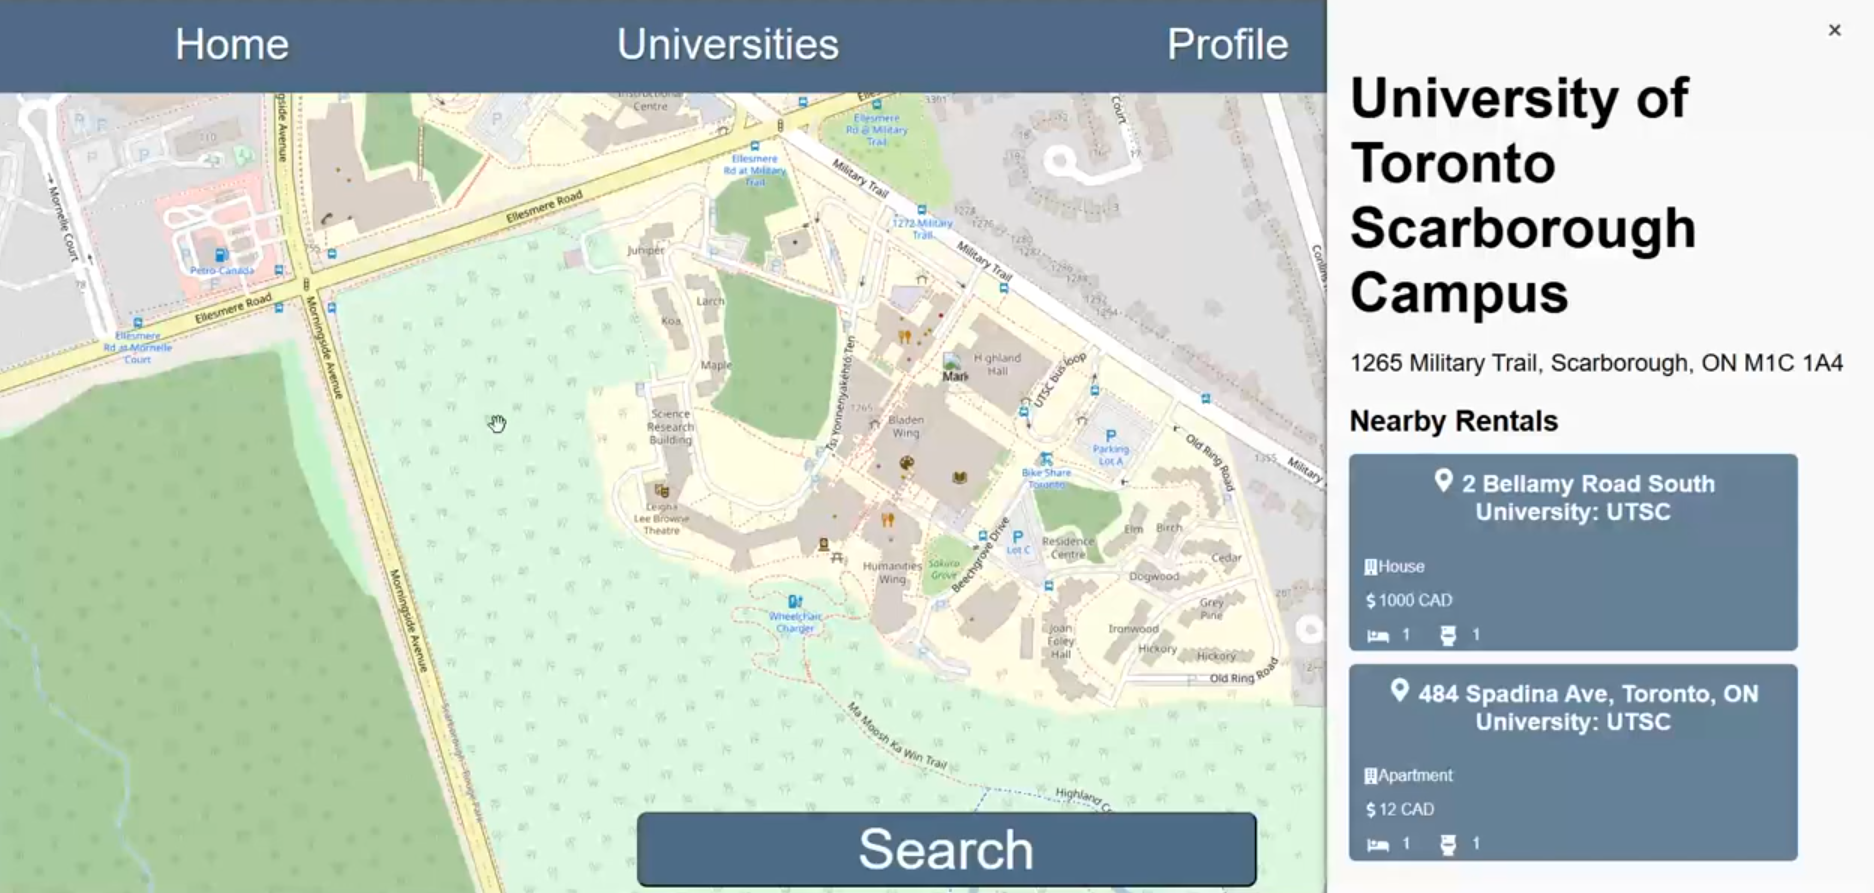 Home
Universities
Profile
×
University of
Toronto
Scarborough
Campus
1265 Military Trail, Scarborough, ON M1C 1A4
Nearby Rentals
2 Bellamy Road South
University: UTSC
House
$ 1000 CAD
1
1
484 Spadina Ave, Toronto, ON
University: UTSC
Apartment
$ 12 CAD
1
1
Search
Instructional
Centre
Ellesmere
Rd @ Military
Trail
Court
Ellesmere
Rd at Military
Trail
Military Trail
Mornelle Court
Ellesmere Road
1272 Military
Trail
Military Trail
Juniper
Petro-Canada
Ellesmere Road
Morningside Avenue
Ellesmere
Rd at Mornelle
Court
Larch
Koa
Maple
Highland
Hall
Mark
UTSC bus loop
1265
Bladen
Wing
Science
Research
Building
P
Parking
Lot A
Old Ring Road
1355
Military
Bike Share
Toronto
Leigha
Lee Browne
Theatre
P
Lot C
Residence
Centre
Elm
Birch
Cedar
Humanities
Wing
Sakura
Grove
Beechgrove Drive
Dogwood
Grey
Pine
Morningside Avenue
Wheelchair
Charger
Joan
Foley
Hall
Ironwood
Hickory
Hickory
Old Ring Road
Ma Moosh Ka Win Trail
Highland C